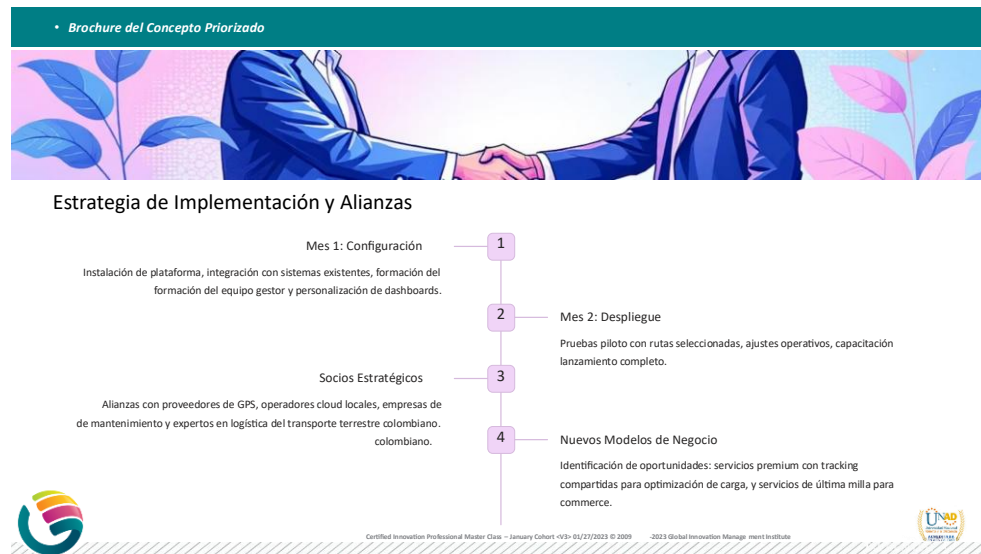 • Brochure del Concepto Priorizado
Estrategia de Implementación y Alianzas
Mes 1: Configuración
1
Instalación de plataforma, integración con sistemas existentes, formación del
formación del equipo gestor y personalización de dashboards.
2
Mes 2: Despliegue
Pruebas piloto con rutas seleccionadas, ajustes operativos, capacitación
lanzamiento completo.
Socios Estratégicos
3
Alianzas con proveedores de GPS, operadores cloud locales, empresas de
de mantenimiento y expertos en logística del transporte terrestre colombiano.
colombiano.
4
Nuevos Modelos de Negocio
Identificación de oportunidades: servicios premium con tracking
compartidas para optimización de carga, y servicios de última milla para
commerce.
Certified Innovation Professional Master Class – January Cohort <V3> 01/27/2023 © 2009 -2023 Global Innovation Manage ment Institute
UNAD